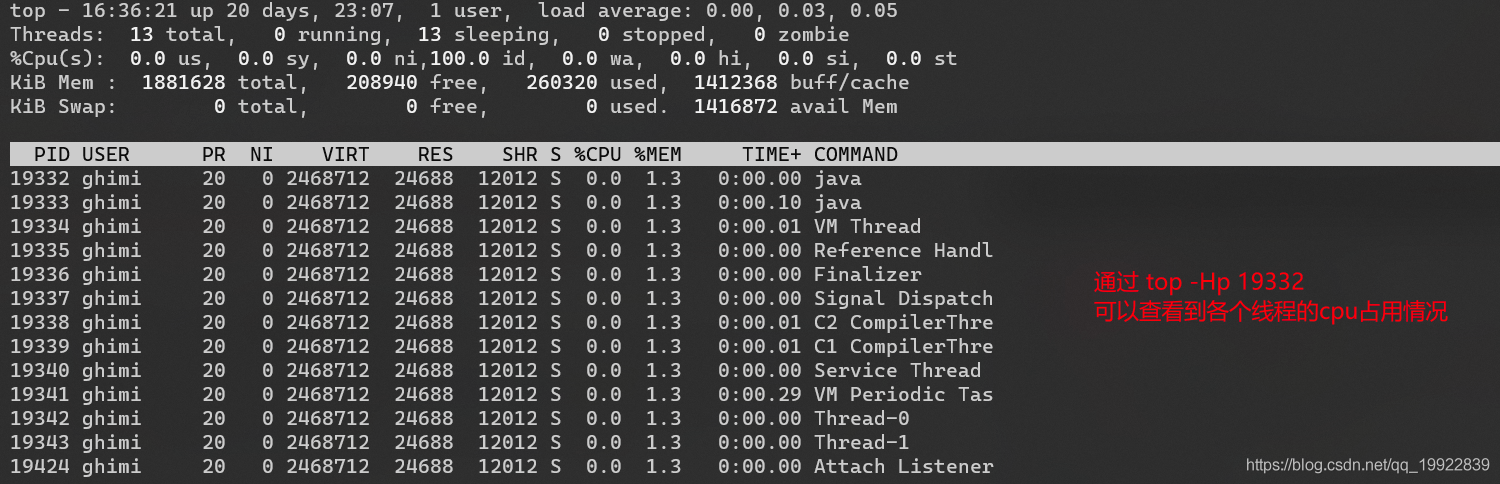 top - 16:36:21 up 20 days, 23:07,  1 user,  load average: 0.00, 0.03, 0.05
Threads:  13 total,   0 running,  13 sleeping,   0 stopped,   0 zombie
%Cpu(s):  0.0 us,  0.0 sy,  0.0 ni,100.0 id,  0.0 wa,  0.0 hi,  0.0 si,  0.0 st
KiB Mem :  1881628 total,   208940 free,   260320 used,  1412368 buff/cache
KiB Swap:        0 total,        0 free,        0 used.  1416872 avail Mem
PID USER      PR  NI    VIRT    RES    SHR S %CPU %MEM     TIME+ COMMAND
19332 ghimi     20   0 2468712  24688  12012 S  0.0  1.3   0:00.00 java
19333 ghimi     20   0 2468712  24688  12012 S  0.0  1.3   0:00.10 java
19334 ghimi     20   0 2468712  24688  12012 S  0.0  1.3   0:00.01 VM Thread
19335 ghimi     20   0 2468712  24688  12012 S  0.0  1.3   0:00.00 Reference Handl
19336 ghimi     20   0 2468712  24688  12012 S  0.0  1.3   0:00.00 Finalizer
19337 ghimi     20   0 2468712  24688  12012 S  0.0  1.3   0:00.00 Signal Dispatch
19338 ghimi     20   0 2468712  24688  12012 S  0.0  1.3   0:00.01 C2 CompilerThre
19339 ghimi     20   0 2468712  24688  12012 S  0.0  1.3   0:00.01 C1 CompilerThre
19340 ghimi     20   0 2468712  24688  12012 S  0.0  1.3   0:00.00 Service Thread
19341 ghimi     20   0 2468712  24688  12012 S  0.0  1.3   0:00.29 VM Periodic Tas
19342 ghimi     20   0 2468712  24688  12012 S  0.0  1.3   0:00.00 Thread-0
19343 ghimi     20   0 2468712  24688  12012 S  0.0  1.3   0:00.00 Thread-1
19424 ghimi     20   0 2468712  24688  12012 S  0.0  1.3   0:00.00 Attach Listener
通过 top -Hp 19332
可以查看到各个线程的cpu占用情况
https://blog.csdn.net/qq_19922839